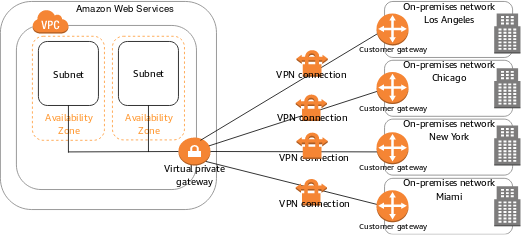 Amazon Web Services
VPC
Subnet
Subnet
Availability
Zone
Availability
Zone
Virtual private
gateway
VPN connection
VPN connection
VPN connection
VPN connection
On-premises network
Los Angeles
Customer gateway
On-premises network
Chicago
Customer gateway
On-premises network
New York
Customer gateway
On-premises network
Miami
Customer gateway